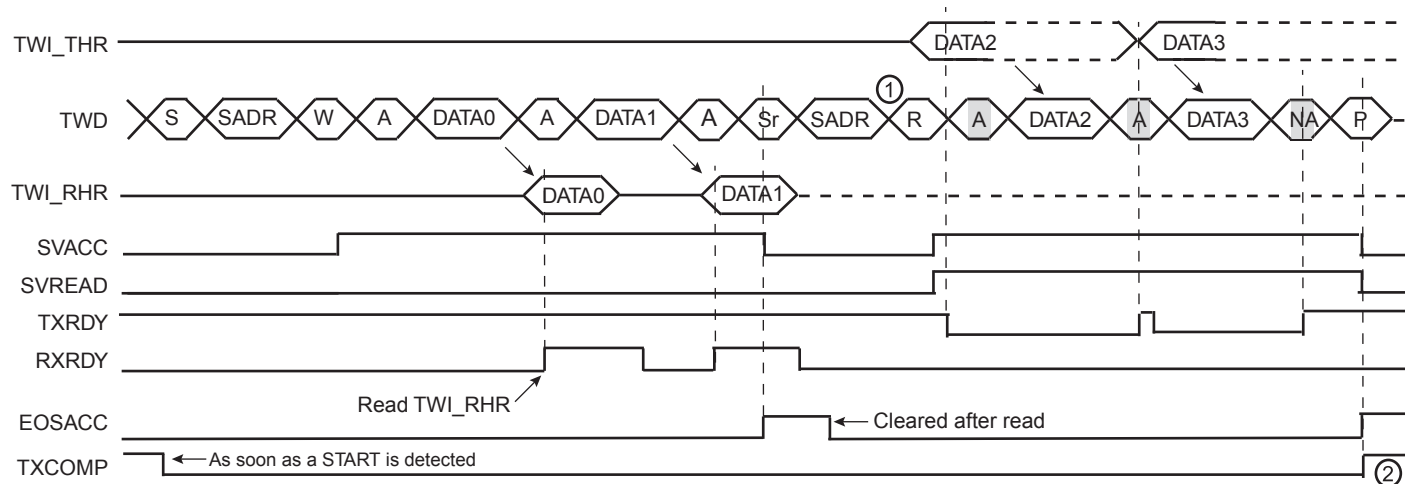 TWI_THR DATA2 DATA3
①
TWD S SADR W A DATA0 A DATA1 A Sr SADR R A DATA2 A DATA3 NA P
TWI_RHR DATA0 DATA1
SVACC
SVREAD
TXRDY
RXRDY
Read TWI_RHR
EOSACC Cleared after read
TXCOMP As soon as a START is detected ②